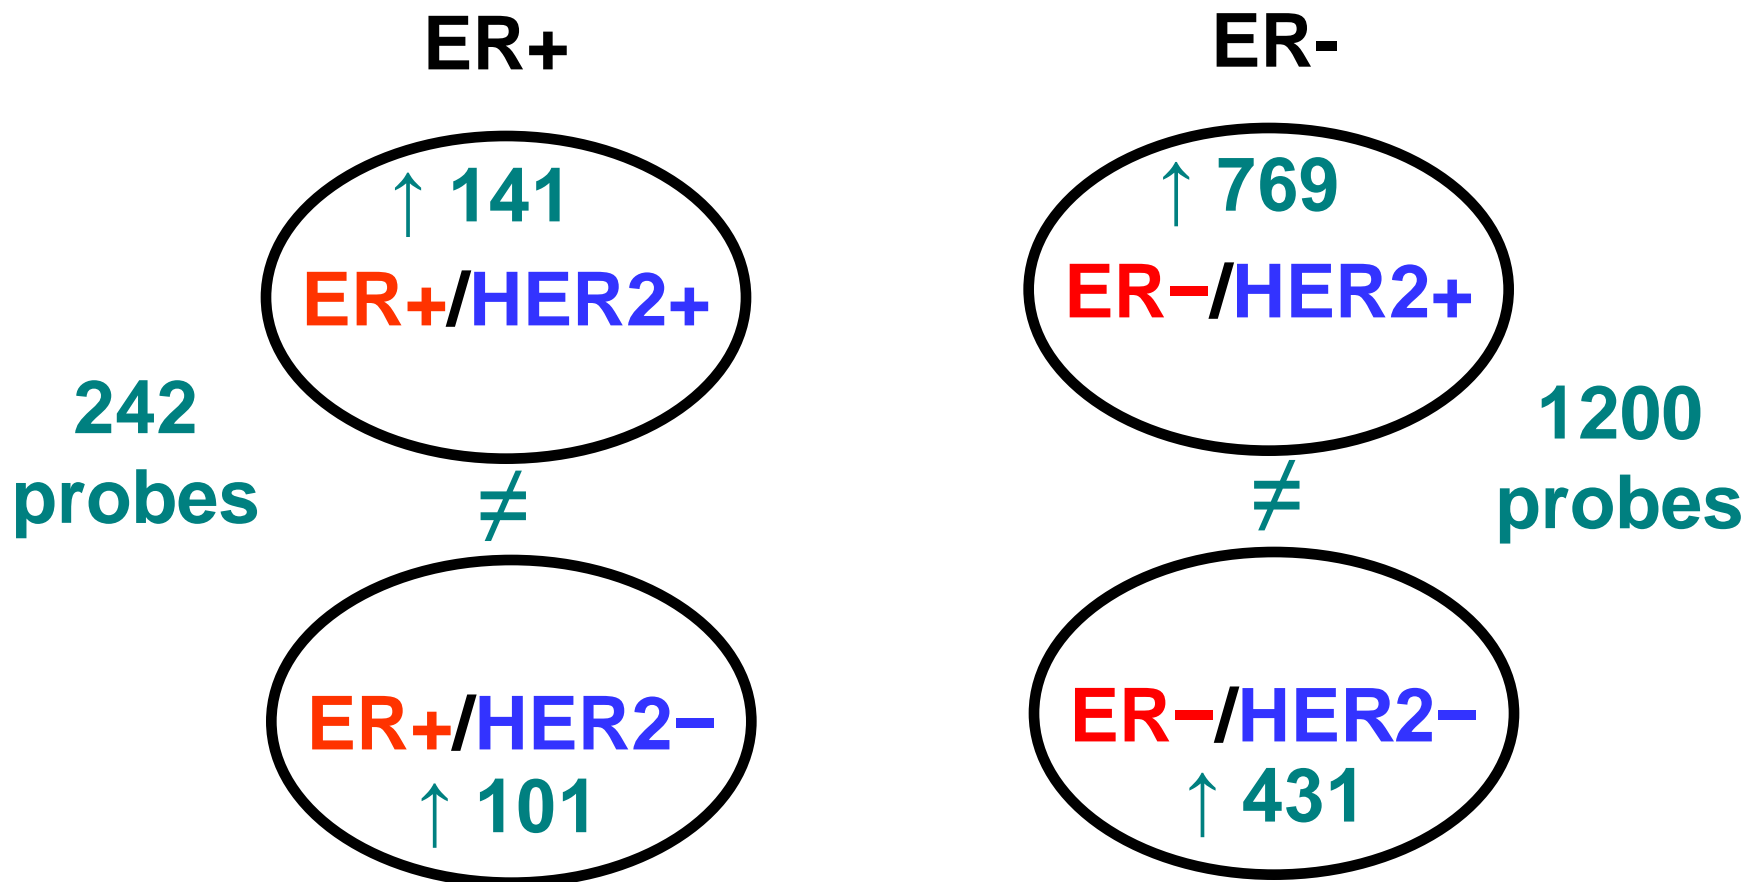 ER+
↑ 141
ER+/HER2+
242
probes
≠
ER+/HER2−
↑ 101
ER-
↑ 769
ER−/HER2+
1200
probes
≠
ER−/HER2−
↑ 431